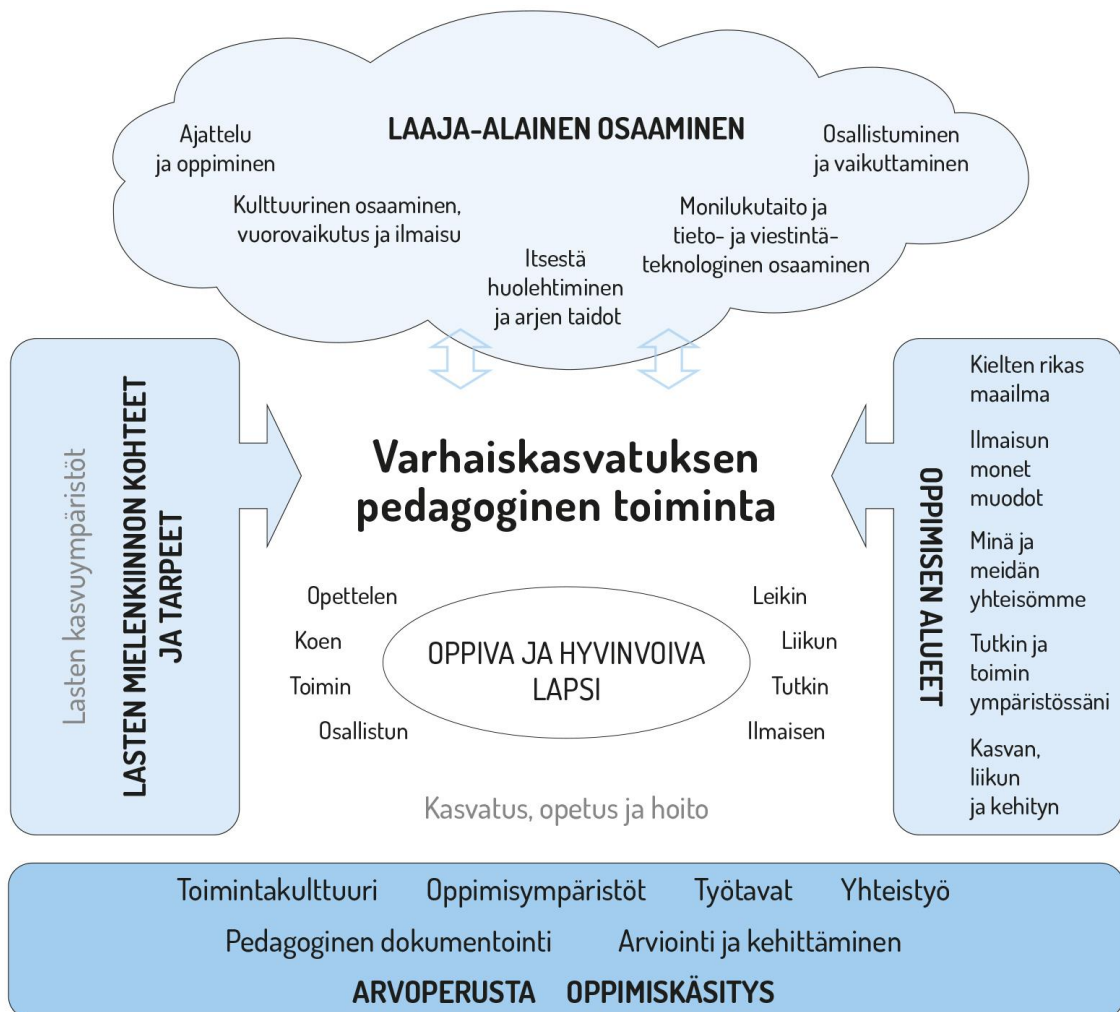 LAAJA-ALAINEN OSAAMINEN
Ajattelu
ja oppiminen
Osallistuminen
ja vaikuttaminen
Kulttuurinen osaaminen,
vuorovaikutus ja ilmaisu
Monilukutaito ja
tieto- ja viestintä-
teknologinen osaaminen
Itsestä
huolehtiminen
ja arjen taidot
Lasten kasvuympäristöt
LASTEN MIELENKIINNON KOHTEET
JA TARPEET
Varhaiskasvatuksen
pedagoginen toiminta
Opettelen
Koen
Toimin
Osallistun
OPPIVA JA HYVINVOIVA
LAPSI
Leikin
Liikun
Tutkin
Ilmaisen
Kasvatus, opetus ja hoito
OPPIMISEN ALUEET
Kielten rikas
maailma
Ilmaisun
monet
muodot
Minä ja
meidän
yhteisömme
Tutkin ja
toimin
ympäristössäni
Kasvan,
liikun
ja kehityn
Toimintakulttuuri Oppimisympäristöt Työtavat Yhteistyö
Pedagoginen dokumentointi Arviointi ja kehittäminen
ARVOPERUSTA OPPIMISKÄSITYS